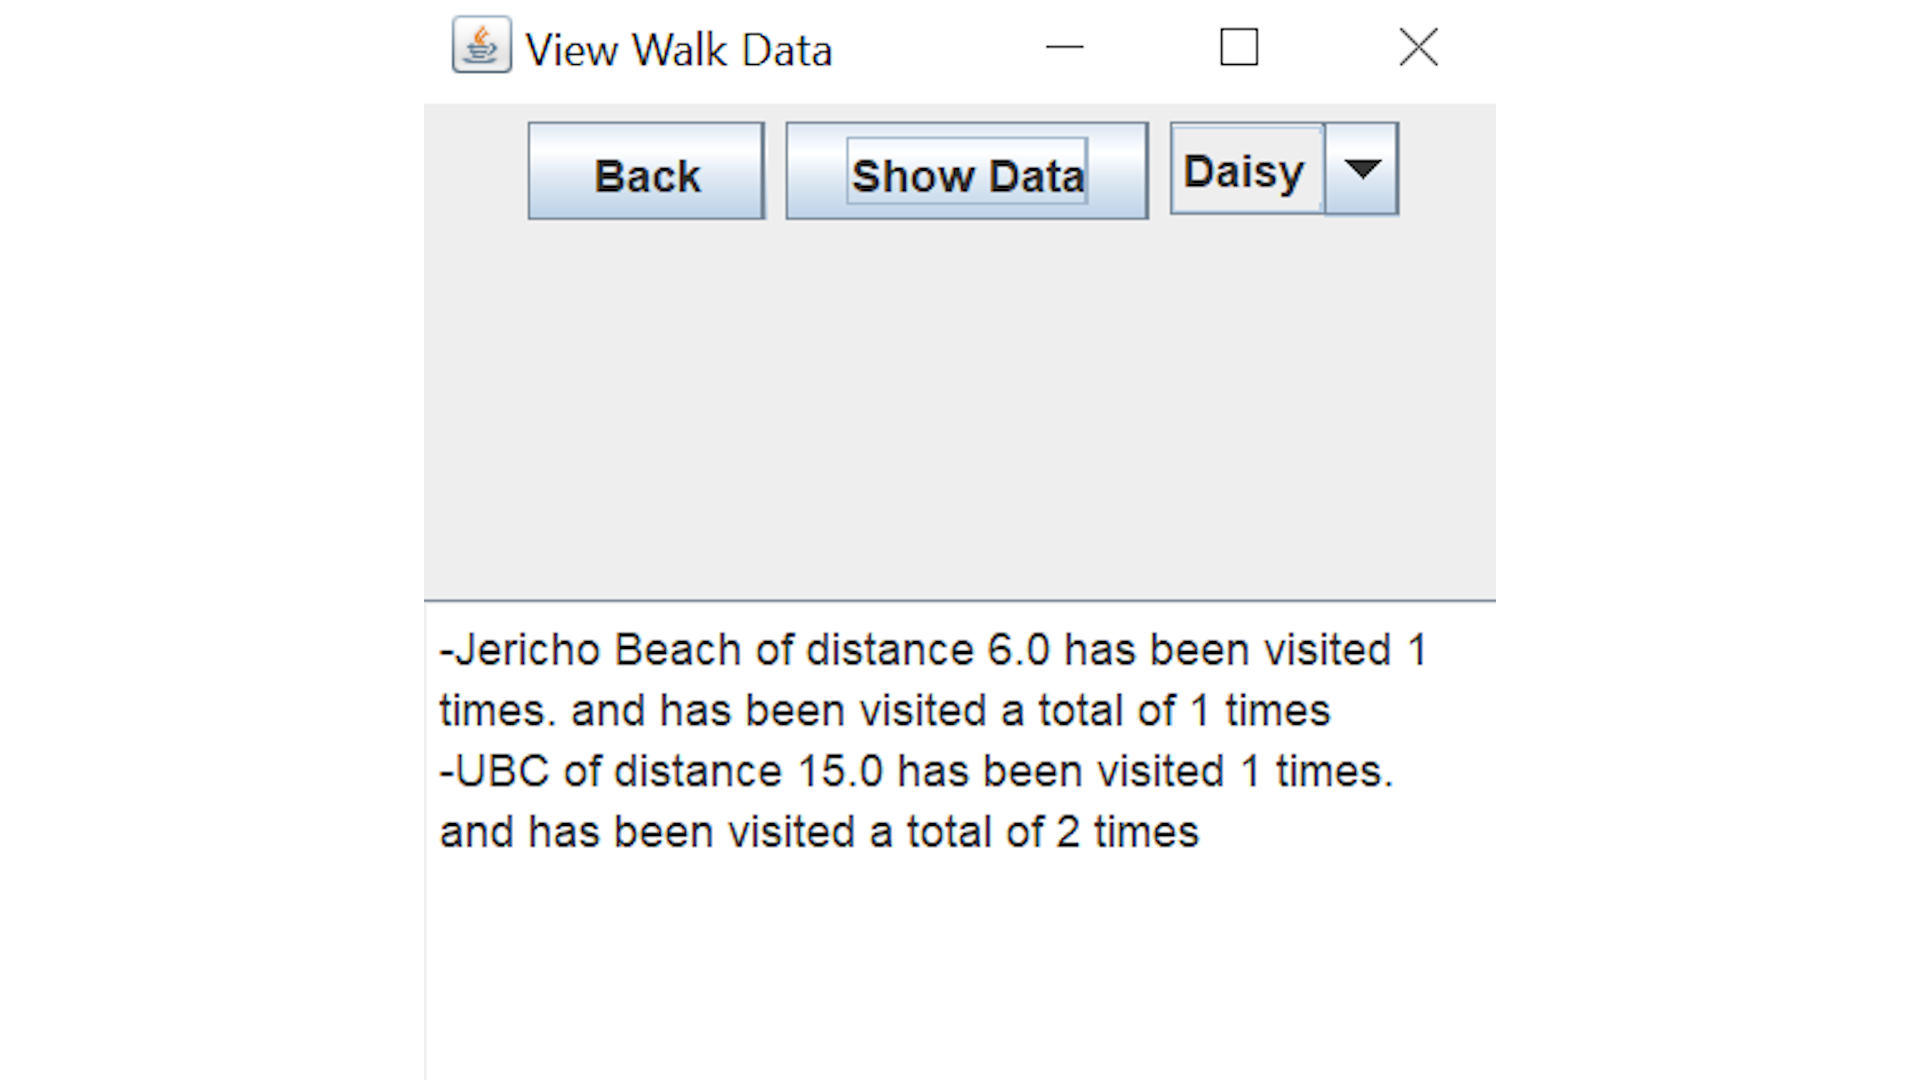 View Walk Data
Back Show Data Daisy
-Jericho Beach of distance 6.0 has been visited 1
times. and has been visited a total of 1 times
-UBC of distance 15.0 has been visited 1 times.
and has been visited a total of 2 times